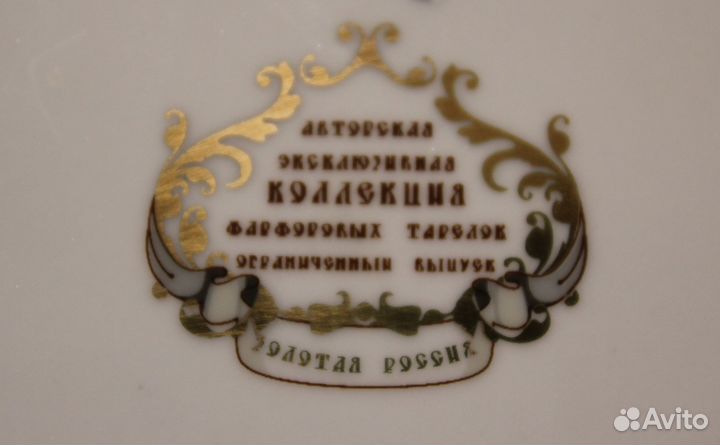 АВТОРСКАЯ
ЭКСКЛЮЗИВНАЯ
КОЛЛЕКЦИЯ
ФАРФОРОВЫХ ТАРЕЛОК
ОГРАНИЧЕННЫЙ ВЫПУСК
ЗОЛОТАЯ РОССИЯ
Avito